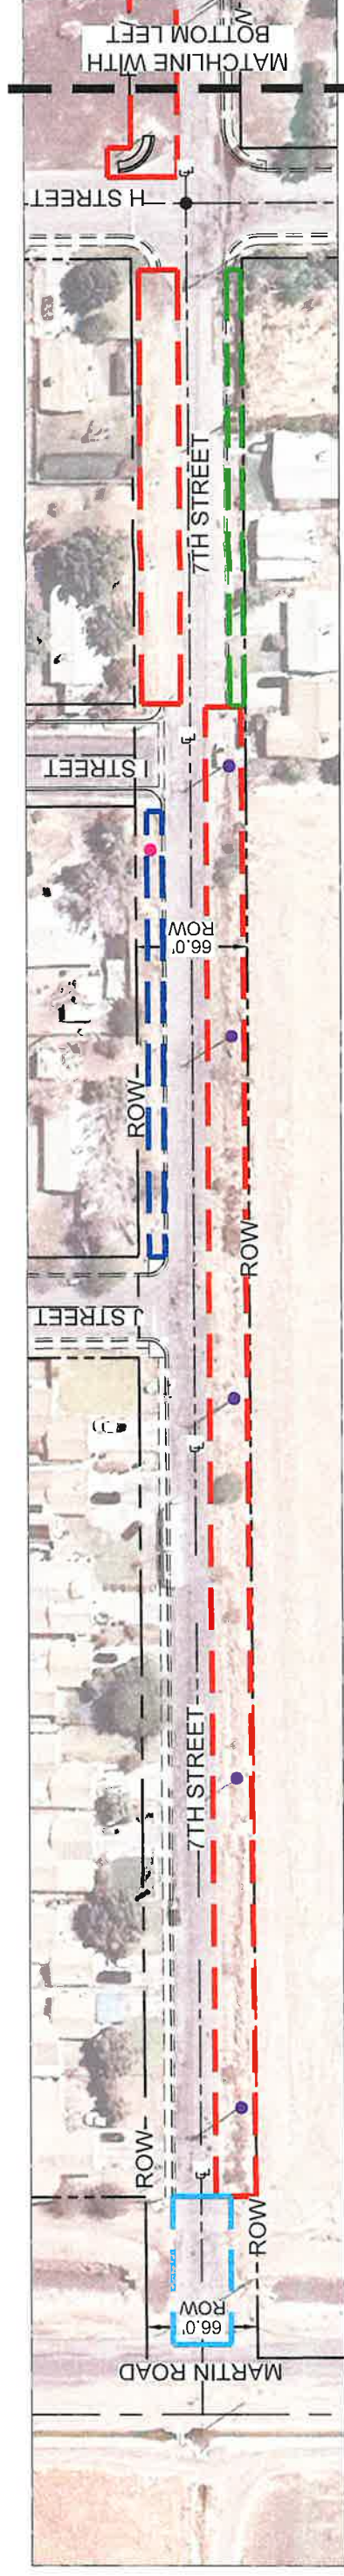 MATCHLINE WITH
BOTTOM LEFT
H STREET
7TH STREET
I STREET
66.0'
ROW
ROW
ROW
J STREET
7TH STREET
ROW
ROW
66.0'
ROW
MARTIN ROAD